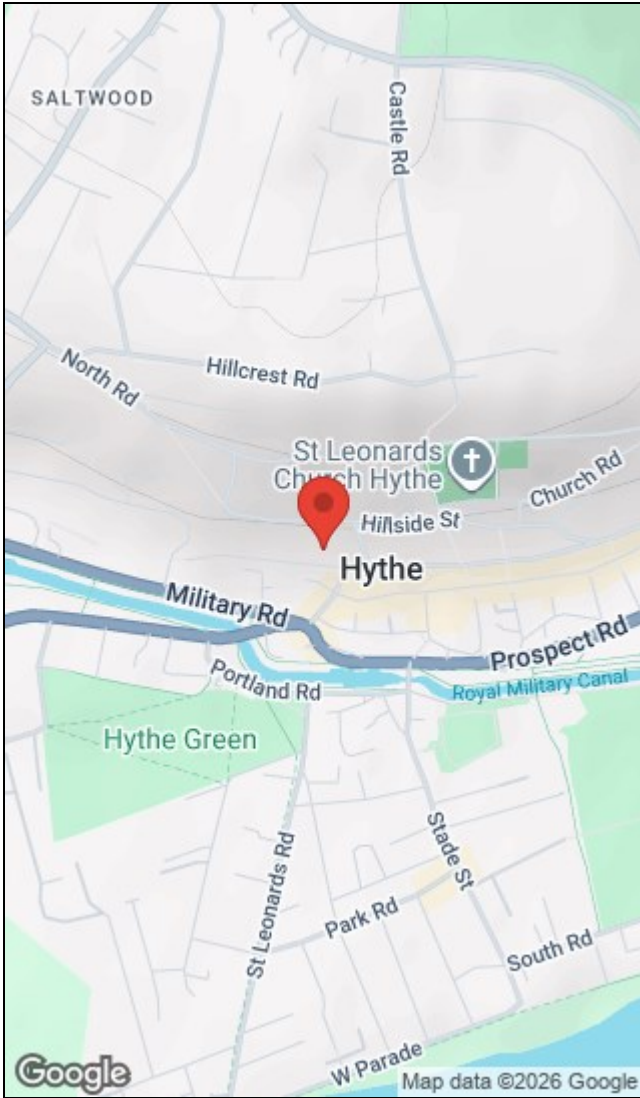 SALTWOOD
Castle Rd
North Rd
Hillcrest Rd
St Leonards
Church Hythe
Church Rd
Hillside St
Hythe
Military Rd
Prospect Rd
Portland Rd
Royal Military Canal
Hythe Green
Stade St
St Leonards Rd
Park Rd
South Rd
W Parade
Google
Map data ©2026 Google